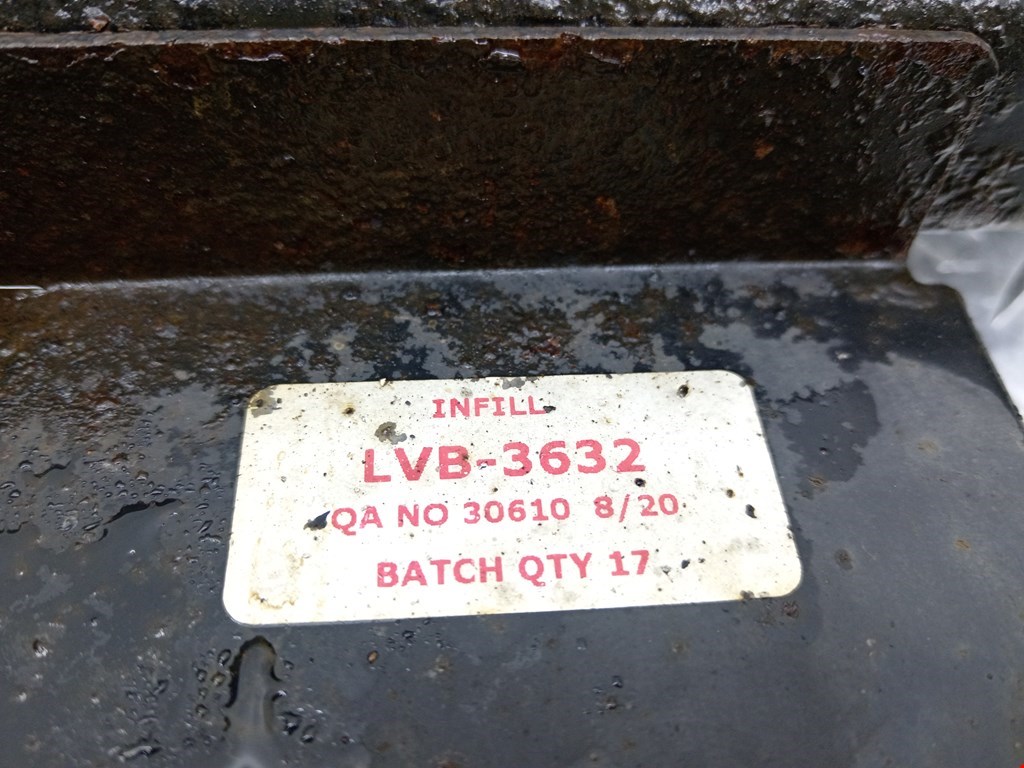 INFILL
LVB-3632
QA NO 30610 8/20
BATCH QTY 17